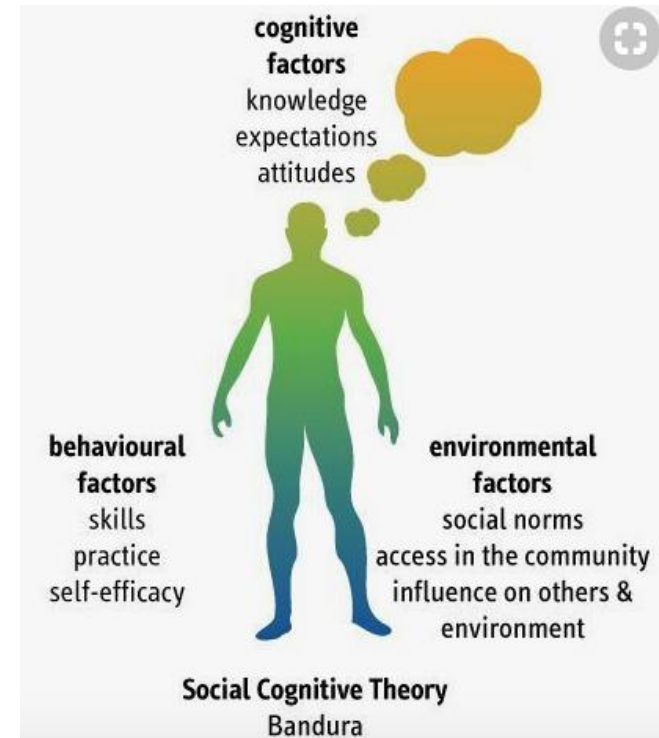 cognitive
factors
knowledge
expectations
attitudes
behavioural
factors
skills
practice
self-efficacy
environmental
factors
social norms
access in the community
influence on others &
environment
Social Cognitive Theory
Bandura